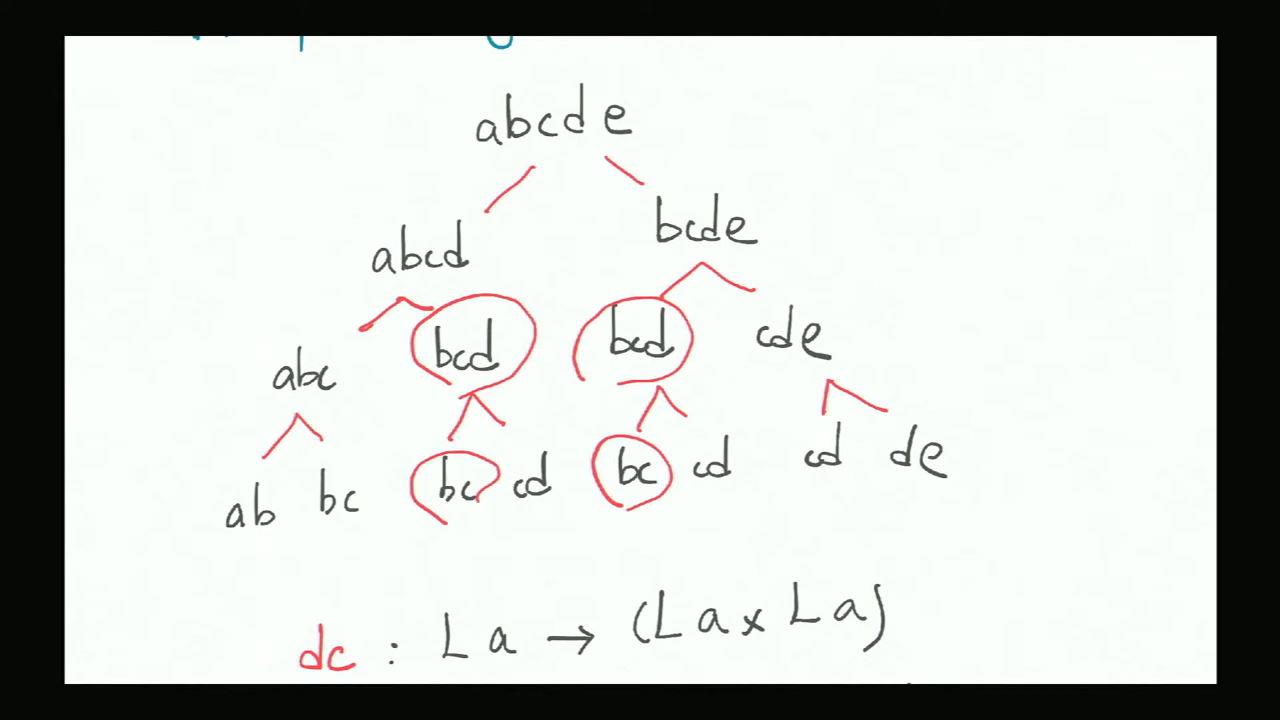 abcde
abcd bcde
abc bcd bcd cde
ab bc bc cd bc cd cd de
dc : L a → (L a x L a)